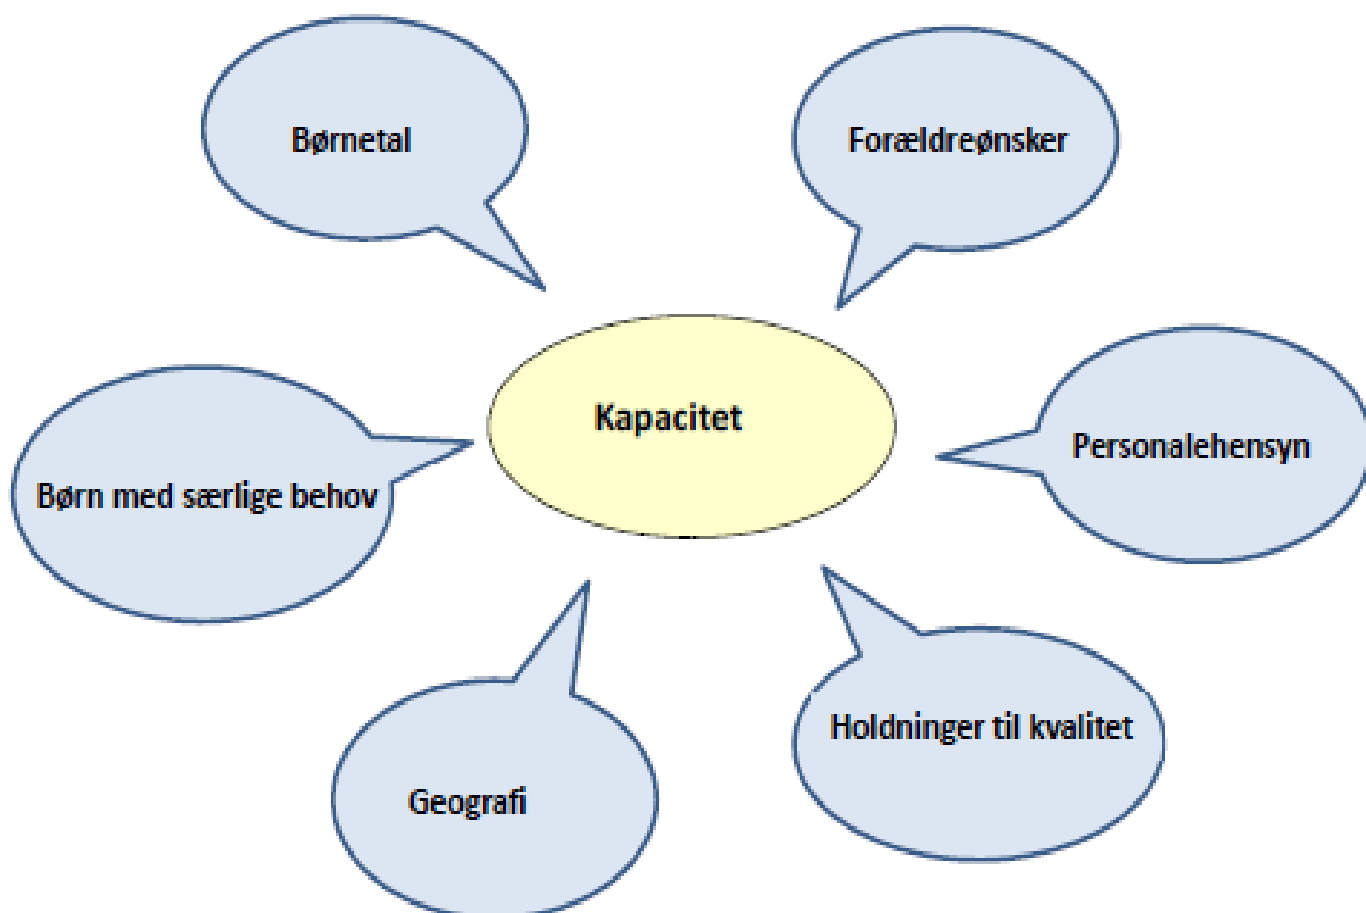 Børnetal
Forældreønsker
Kapacitet
Personalehensyn
Børn med særlige behov
Holdninger til kvalitet
Geografi